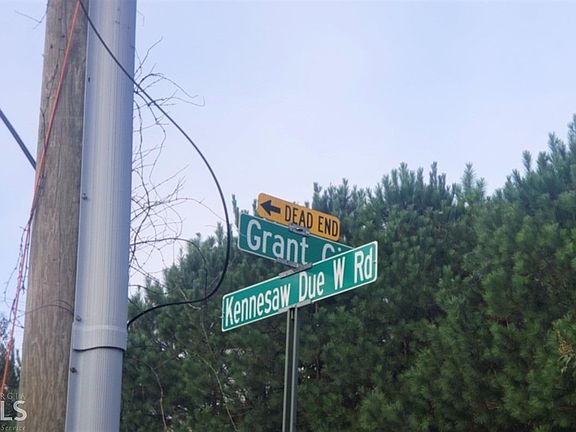 DEAD END
Grant
Kennesaw Due W Rd